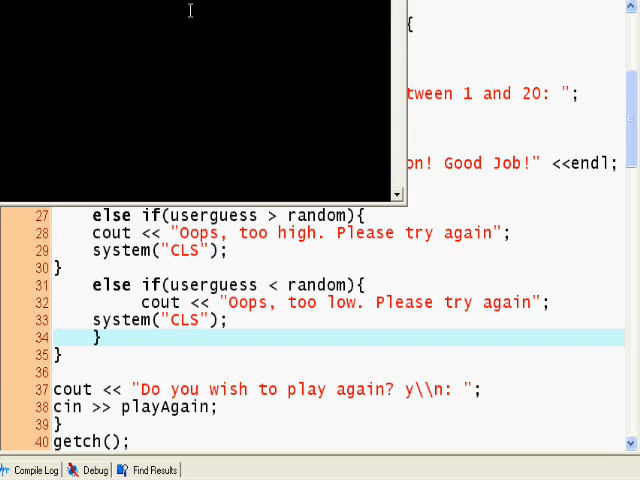 {
tween 1 and 20: ";
on! Good Job!" <<endl;
27 else if(userguess > random){
28 cout << "Oops, too high. Please try again";
29 system("CLS");
30 }
31 else if(userguess < random){
32 cout << "Oops, too low. Please try again";
33 system("CLS");
34 }
35 }
36
37 cout << "Do you wish to play again? y\\n: ";
38 cin >> playAgain;
39 }
40 getch();
Compile Log Debug Find Results